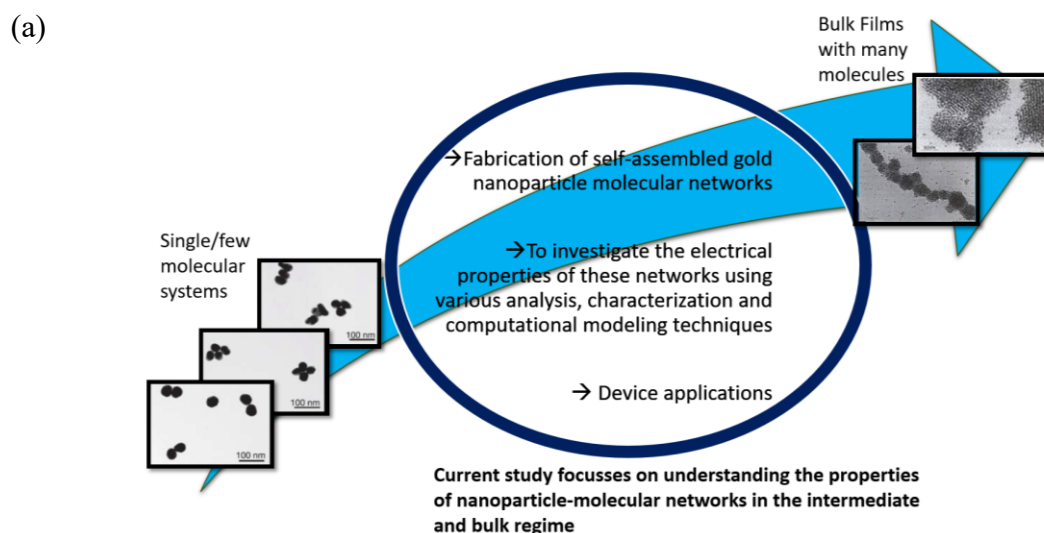 (a)
Bulk Films
with many
molecules
→Fabrication of self-assembled gold
nanoparticle molecular networks
Single/few
molecular
systems
→To investigate the electrical
properties of these networks using
various analysis, characterization and
computational modeling techniques
→ Device applications
100 nm
100 nm
100 nm
Current study focusses on understanding the properties
of nanoparticle-molecular networks in the intermediate
and bulk regime